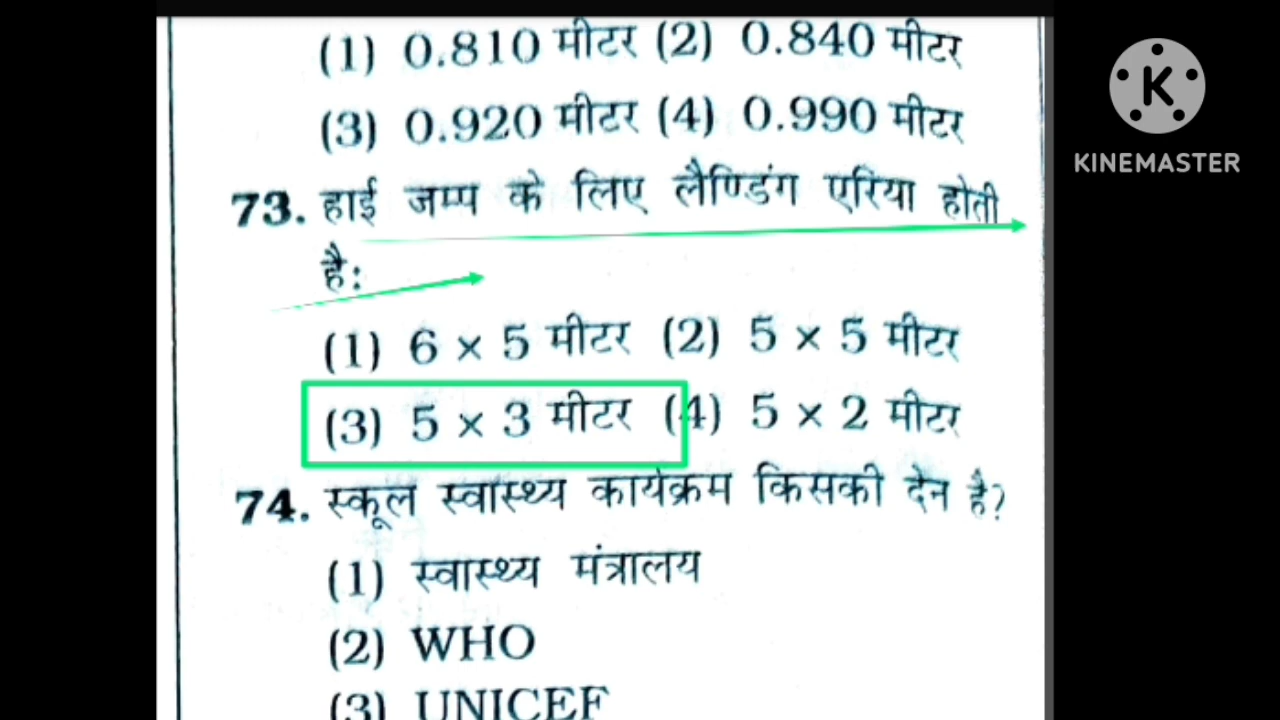 (1) 0.810 मीटर (2) 0.840 मीटर
(3) 0.920 मीटर (4) 0.990 मीटर
73. हाई जम्प के लिए लैण्डिंग एरिया होती
है:
(1) 6 × 5 मीटर (2) 5 × 5 मीटर
(3) 5 × 3 मीटर (4) 5 × 2 मीटर
74. स्कूल स्वास्थ्य कार्यक्रम किसकी देन है?
(1) स्वास्थ्य मंत्रालय
(2) WHO
(3) UNICEF
K
KINEMASTER